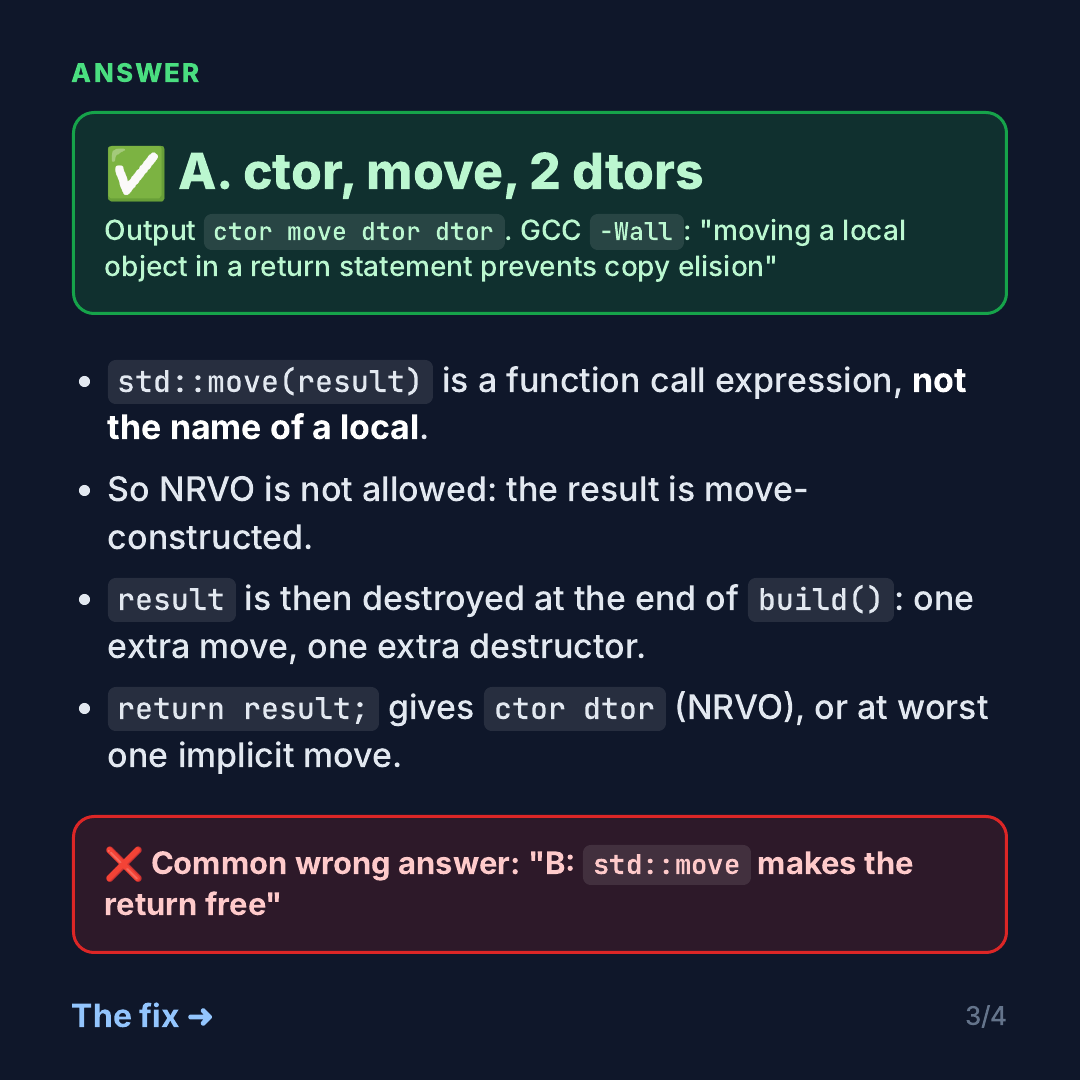 ANSWER
✅ A. ctor, move, 2 dtors
Output ctor move dtor dtor. GCC -Wall: "moving a local
object in a return statement prevents copy elision"
• std::move(result) is a function call expression, not
the name of a local.
• So NRVO is not allowed: the result is move-
constructed.
• result is then destroyed at the end of build(): one
extra move, one extra destructor.
• return result; gives ctor dtor (NRVO), or at worst
one implicit move.
❌ Common wrong answer: "B: std::move makes the
return free"
The fix ➜
3/4